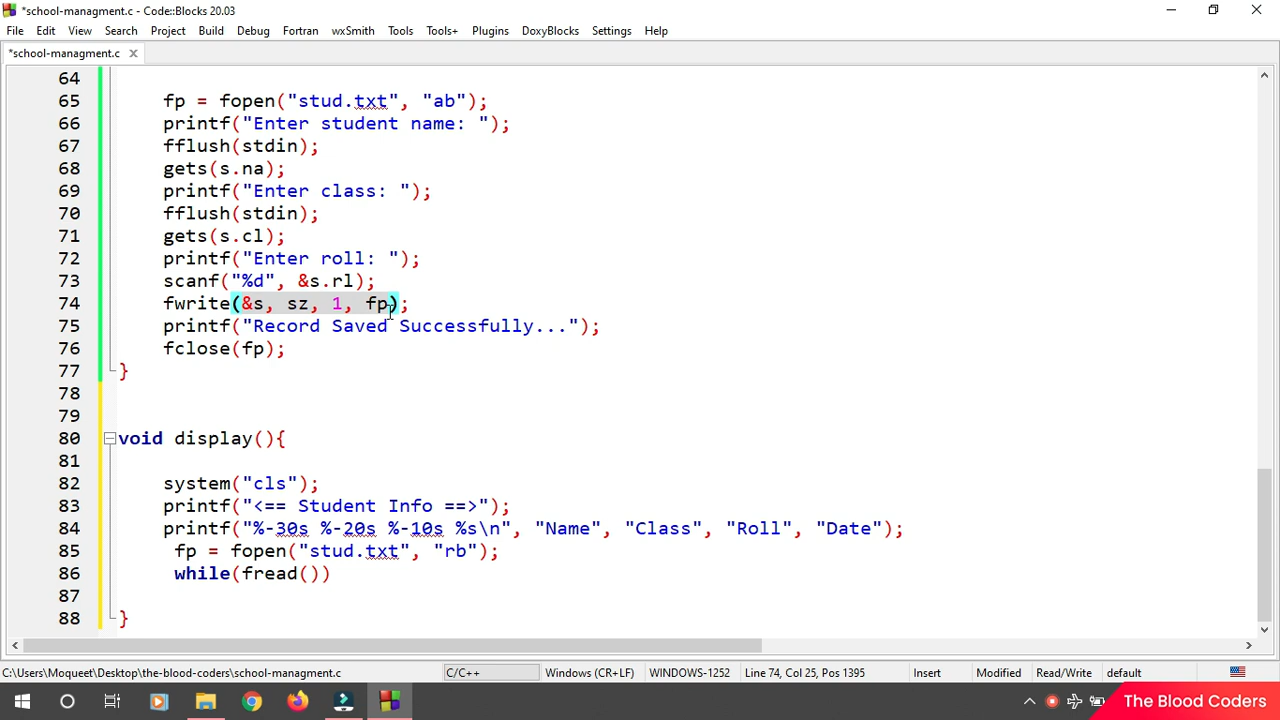 *school-managment.c - Code::Blocks 20.03
File Edit View Search Project Build Debug Fortran wxSmith Tools Tools+ Plugins DoxyBlocks Settings Help
*school-managment.c
64
65 fp = fopen("stud.txt", "ab");
66 printf("Enter student name: ");
67 fflush(stdin);
68 gets(s.na);
69 printf("Enter class: ");
70 fflush(stdin);
71 gets(s.cl);
72 printf("Enter roll: ");
73 scanf("%d", &s.rl);
74 fwrite(&s, sz, 1, fp);
75 printf("Record Saved Successfully...");
76 fclose(fp);
77 }
78
79
80 void display(){
81
82 system("cls");
83 printf("<== Student Info ==>");
84 printf("%-30s %-20s %-10s %s\n", "Name", "Class", "Roll", "Date");
85 fp = fopen("stud.txt", "rb");
86 while(fread())
87
88 }
C:\Users\Moqueet\Desktop\the-blood-coders\school-managment.c C/C++ Windows (CR+LF) WINDOWS-1252 Line 74, Col 25, Pos 1395 Insert Modified Read/Write default
The Blood Coders